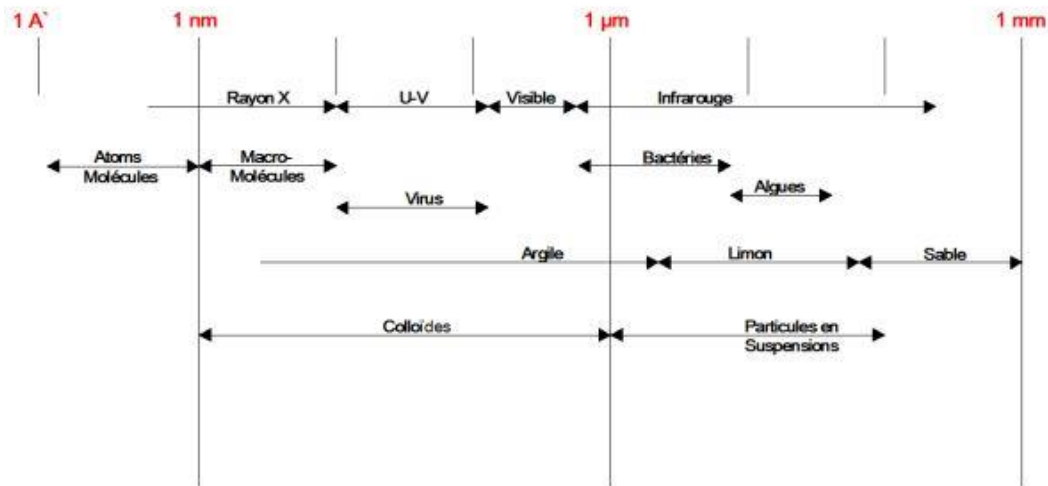 1 A` 1 nm 1 µm 1 mm
Rayon X U-V Visible Infrarouge
Atoms
Molécules
Macro-
Molécules
Bactéries
Algues
Virus
Argile Limon Sable
Colloïdes
Particules en
Suspensions